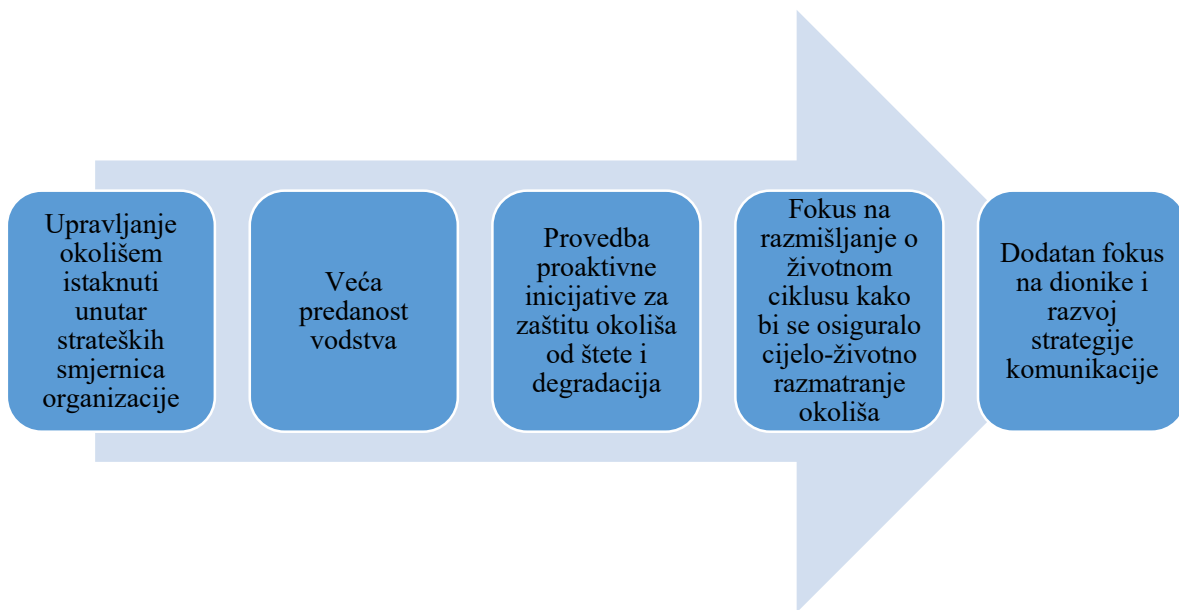 Upravljanje
okolišem
istaknuti
unutar
strateških
smjernica
organizacije
Veća
predanost
vodstva
Provedba
proaktivne
inicijative za
zaštitu okoliša
od štete i
degradacija
Fokus na
razmišljanje o
životnom
ciklusu kako
bi se osiguralo
cijelo-životno
razmatranje
okoliša
Dodatan fokus
na dionike i
razvoj
strategije
komunikacije